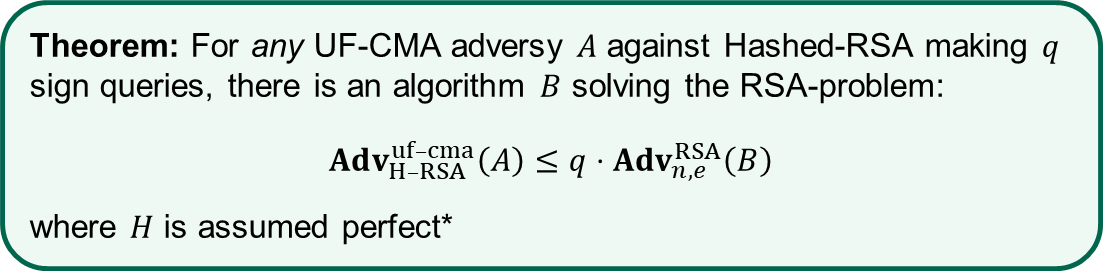 Theorem: For any UF-CMA adversy A against Hashed-RSA making q
sign queries, there is an algorithm B solving the RSA-problem:
Adv^{uf-cma}_{H-RSA}(A) ≤ q · Adv^{RSA}_{n,e}(B)
where H is assumed perfect*